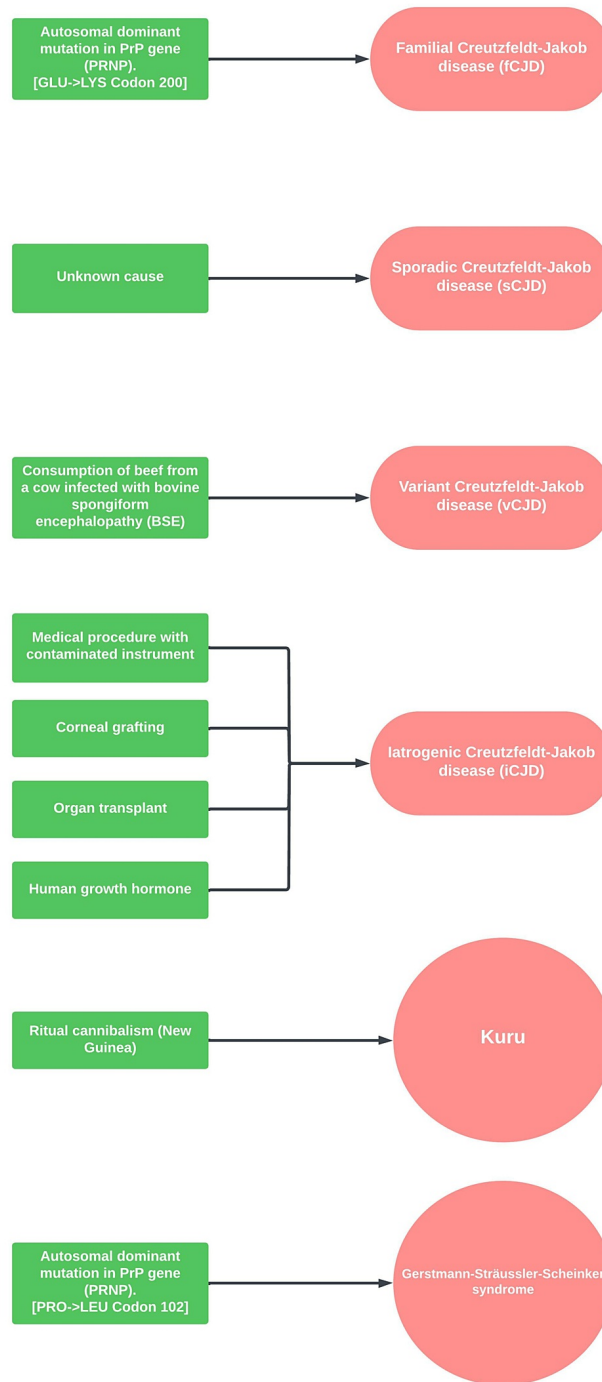 Autosomal dominant
mutation in PrP gene
(PRNP).
[GLU->LYS Codon 200]
Familial Creutzfeldt-Jakob
disease (fCJD)
Unknown cause
Sporadic Creutzfeldt-Jakob
disease (sCJD)
Consumption of beef from
a cow infected with bovine
spongiform
encephalopathy (BSE)
Variant Creutzfeldt-Jakob
disease (vCJD)
Medical procedure with
contaminated instrument
Corneal grafting
Organ transplant
Human growth hormone
Iatrogenic Creutzfeldt-Jakob
disease (iCJD)
Ritual cannibalism (New
Guinea)
Kuru
Autosomal dominant
mutation in PrP gene
(PRNP).
[PRO->LEU Codon 102]
Gerstmann-Sträussler-Scheinker
syndrome